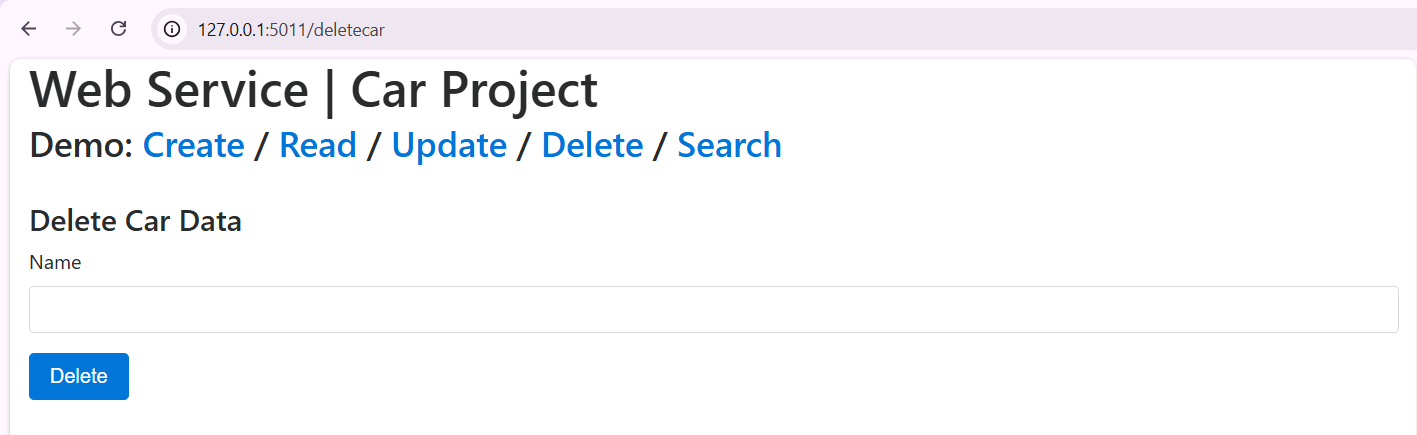 127.0.0.1:5011/deletecar
Web Service | Car Project
Demo: Create / Read / Update / Delete / Search
Delete Car Data
Name
Delete